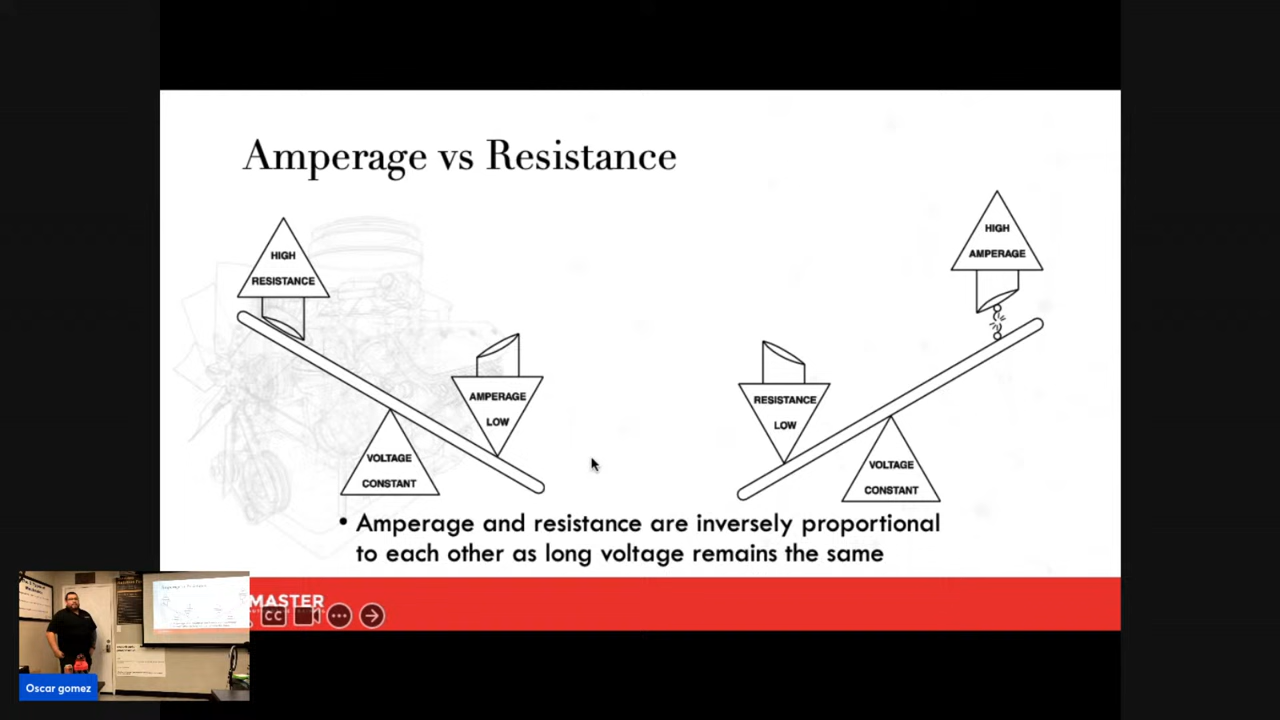 Amperage vs Resistance
HIGH
RESISTANCE
AMPERAGE
LOW
VOLTAGE
CONSTANT
HIGH
AMPERAGE
RESISTANCE
LOW
VOLTAGE
CONSTANT
• Amperage and resistance are inversely proportional
to each other as long voltage remains the same
MASTER
CC
Oscar gomez